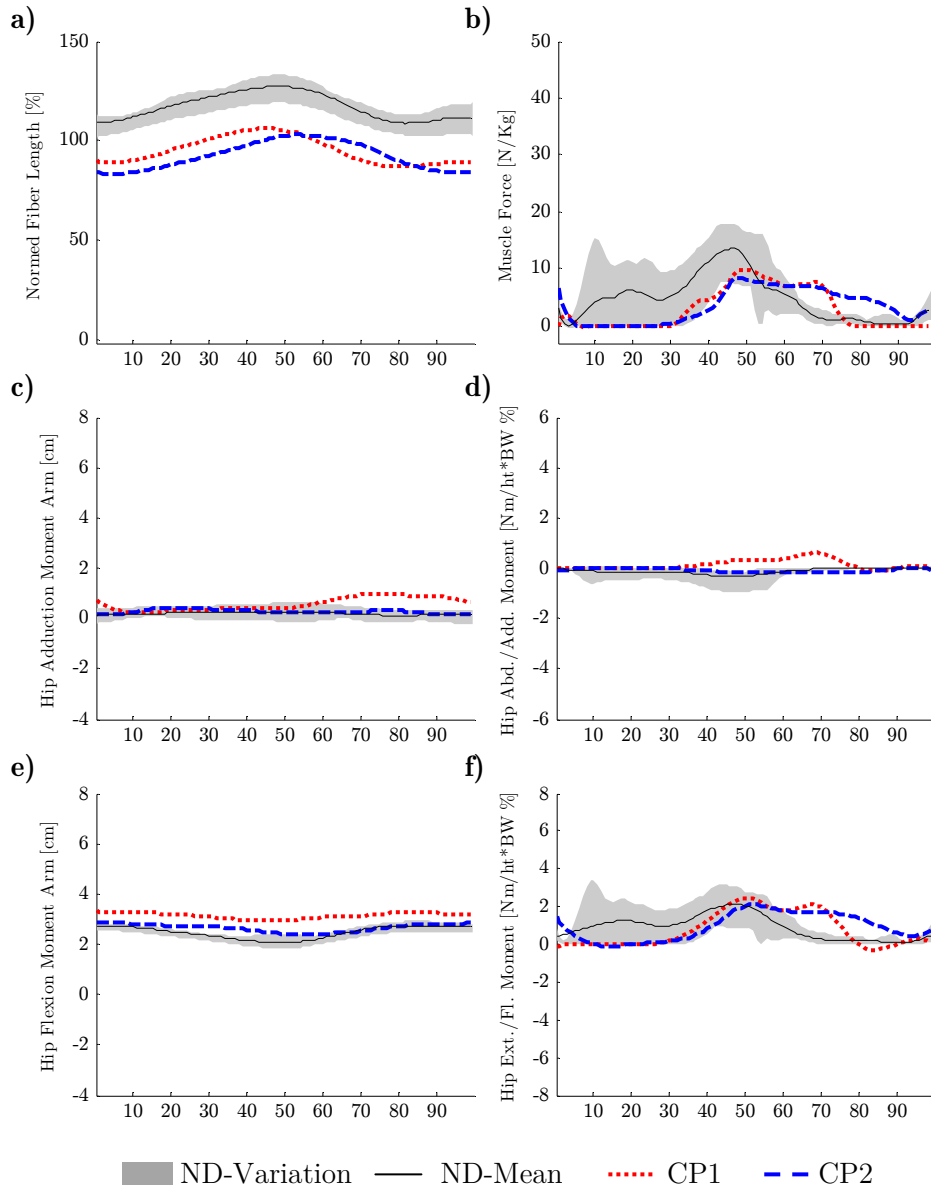 a)
b)
150
100
50
0
Normed Fiber Length [%]
10 20 30 40 50 60 70 80 90
50
40
30
20
10
0
Muscle Force [N/Kg]
10 20 30 40 50 60 70 80 90
c)
d)
8
6
4
2
0
-2
-4
Hip Adduction Moment Arm [cm]
10 20 30 40 50 60 70 80 90
6
4
2
0
-2
-4
-6
Hip Abd./Add. Moment [Nm/ht*BW %]
10 20 30 40 50 60 70 80 90
e)
f)
8
6
4
2
0
-2
-4
Hip Flexion Moment Arm [cm]
10 20 30 40 50 60 70 80 90
8
6
4
2
0
-2
-4
-6
-8
Hip Ext./Fl. Moment [Nm/ht*BW %]
10 20 30 40 50 60 70 80 90
ND-Variation ND-Mean CP1 CP2